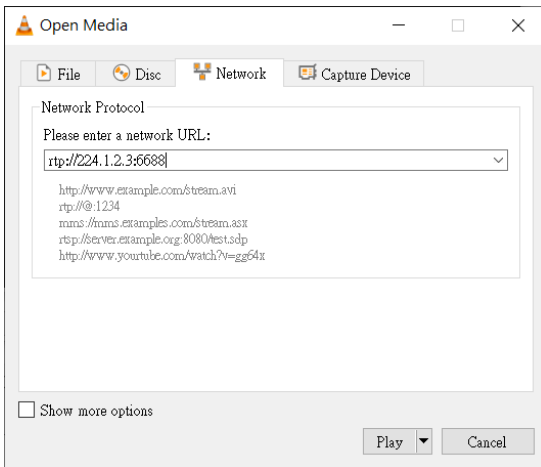 Open Media
File Disc Network Capture Device
Network Protocol
Please enter a network URL:
rtp://224.1.2.3:6688
http://www.example.com/stream.avi
rtp://@:1234
mms://mms.examples.com/stream.asx
rtsp://server.example.org:8080/test.sdp
http://www.yourtube.com/watch?v=gg64x
Show more options
Play Cancel